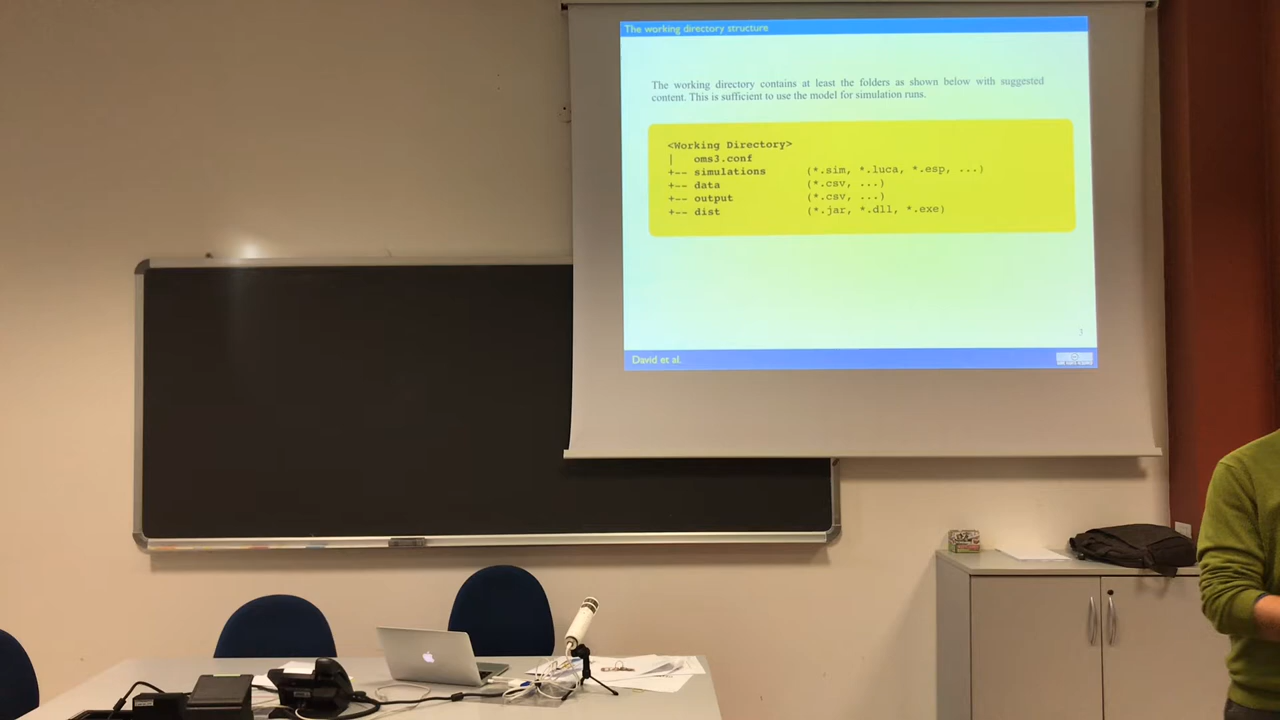 The working directory structure
The working directory contains at least the folders as shown below with suggested
content. This is sufficient to use the model for simulation runs.
<Working Directory>
| oms3.conf
+-- simulations (*.sim, *.luca, *.esp, ...)
+-- data (*.csv, ...)
+-- output (*.csv, ...)
+-- dist (*.jar, *.dll, *.exe)
3
David et al.